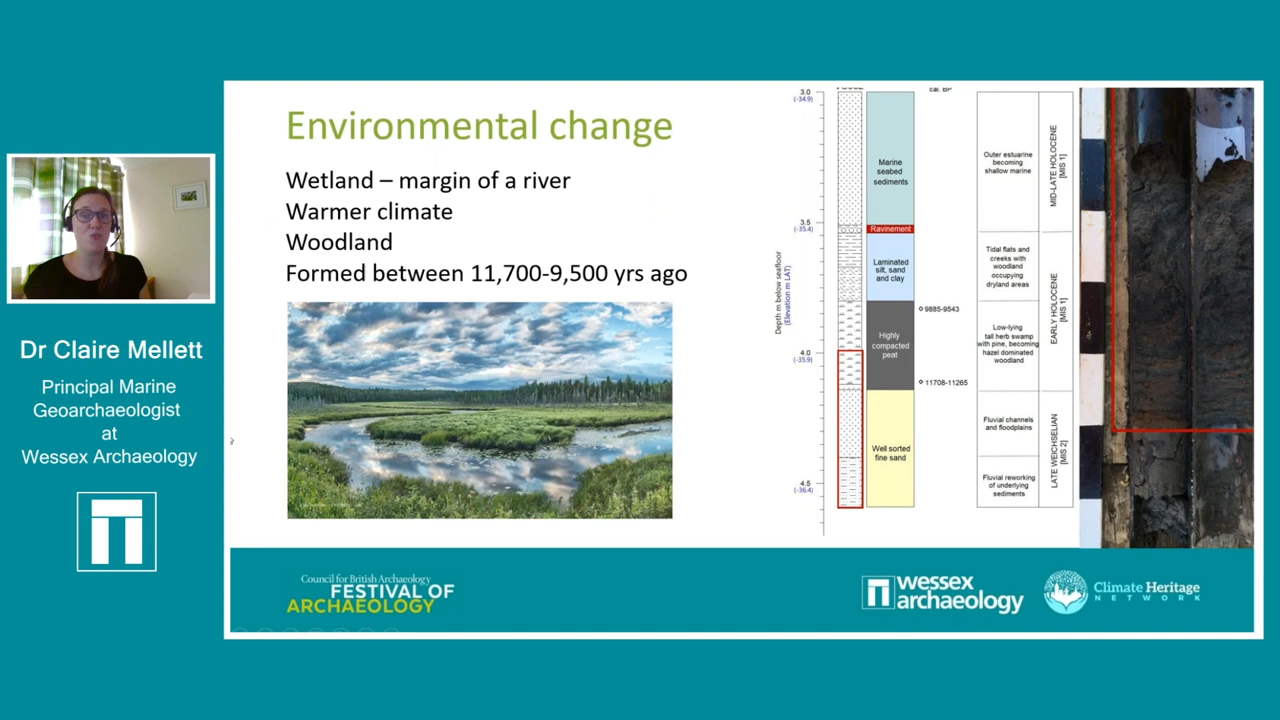 Dr Claire Mellett
Principal Marine
Geoarchaeologist
at
Wessex Archaeology
Environmental change
Wetland – margin of a river
Warmer climate
Woodland
Formed between 11,700-9,500 yrs ago
Depth m below seafloor
(Elevation m LAT)
3.0
(-34.9)
3.5
(-35.4)
4.0
(-35.9)
4.5
(-36.4)
cal. BP
Marine
seabed
sediments
Ravinement
Laminated
silt, sand
and clay
Highly
compacted
peat
Well sorted
fine sand
9885-9543
11708-11265
Outer estuarine
becoming
shallow marine
Tidal flats and
creeks with
woodland
occupying
dryland areas
Low-lying
tall herb swamp
with pine, becoming
hazel dominated
woodland
Fluvial channels
and floodplains
Fluvial reworking
of underlying
sediments
MID-LATE HOLOCENE
[MIS 1]
EARLY HOLOCENE
[MIS 1]
LATE WEICHSELIAN
[MIS 2]
Council for British Archaeology
FESTIVAL OF
ARCHAEOLOGY
wessex
archaeology
Climate Heritage
NETWORK